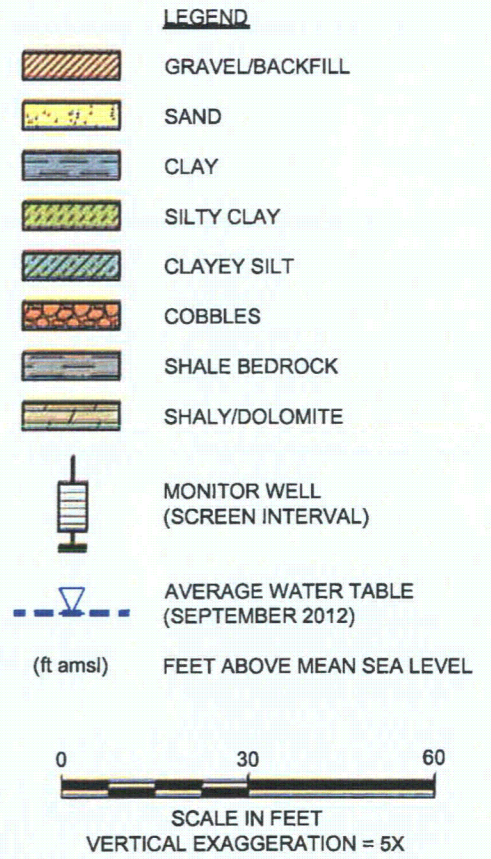 LEGEND
GRAVEL/BACKFILL
SAND
CLAY
SILTY CLAY
CLAYEY SILT
COBBLES
SHALE BEDROCK
SHALY/DOLOMITE
MONITOR WELL
(SCREEN INTERVAL)
AVERAGE WATER TABLE
(SEPTEMBER 2012)
(ft amsl) FEET ABOVE MEAN SEA LEVEL
0 30 60
SCALE IN FEET
VERTICAL EXAGGERATION = 5X